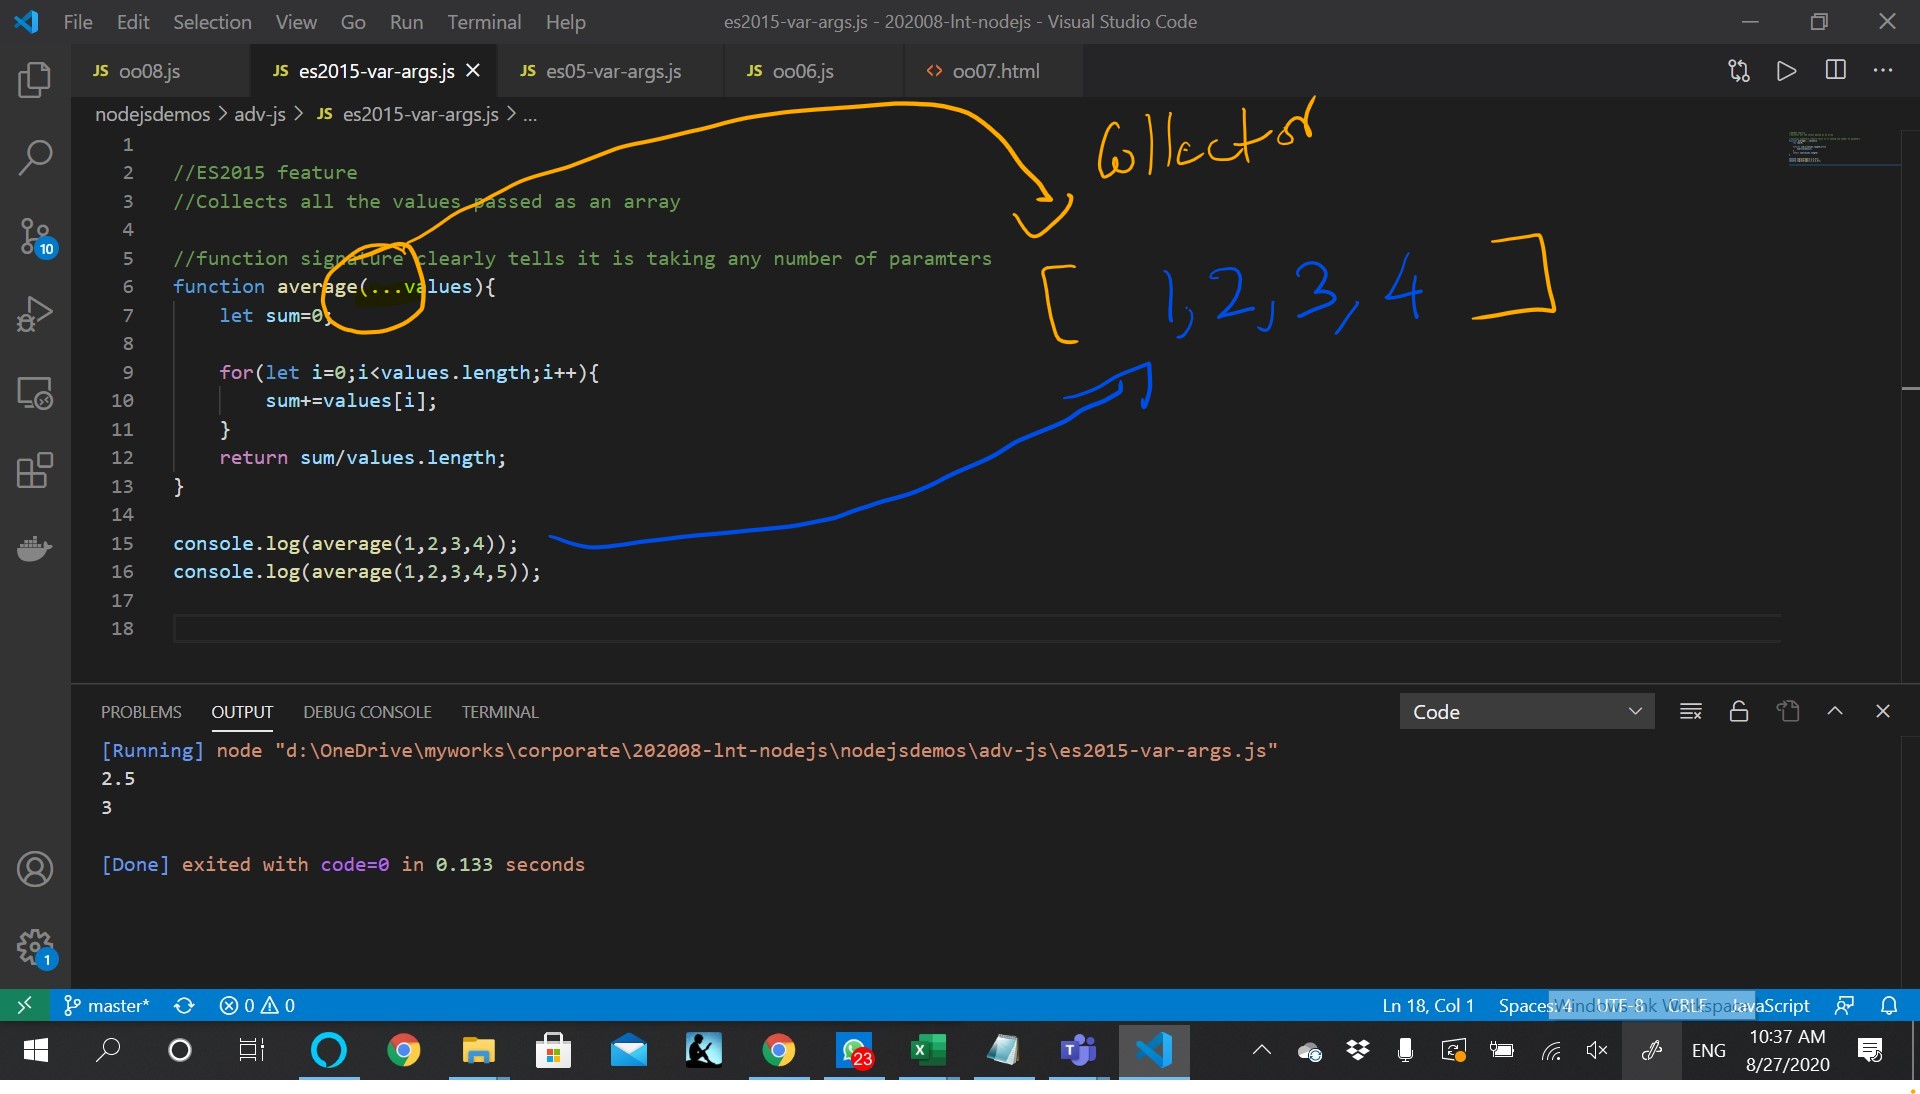 File Edit Selection View Go Run Terminal Help es2015-var-args.js - 202008-lnt-nodejs - Visual Studio Code
JS oo08.js JS es2015-var-args.js JS es05-var-args.js JS oo06.js <> oo07.html
nodejsdemos > adv-js > JS es2015-var-args.js > ...
Collector
1
2 //ES2015 feature
3 //Collects all the values passed as an array
4
5 //function signature clearly tells it is taking any number of paramters
6 function average(...values){
[ 1, 2, 3, 4 ]
7 let sum=0;
8
9 for(let i=0;i<values.length;i++){
10 sum+=values[i];
11 }
12 return sum/values.length;
13 }
14
15 console.log(average(1,2,3,4));
16 console.log(average(1,2,3,4,5));
17
18
10
PROBLEMS OUTPUT DEBUG CONSOLE TERMINAL Code
[Running] node "d:\OneDrive\myworks\corporate\202008-lnt-nodejs\nodejsdemos\adv-js\es2015-var-args.js"
2.5
3
[Done] exited with code=0 in 0.133 seconds
1
master* 0 0 Ln 18, Col 1 Spaces: 4 UTF-8 CRLF JavaScript
Windows Ink Workspace
23 ENG 10:37 AM
8/27/2020